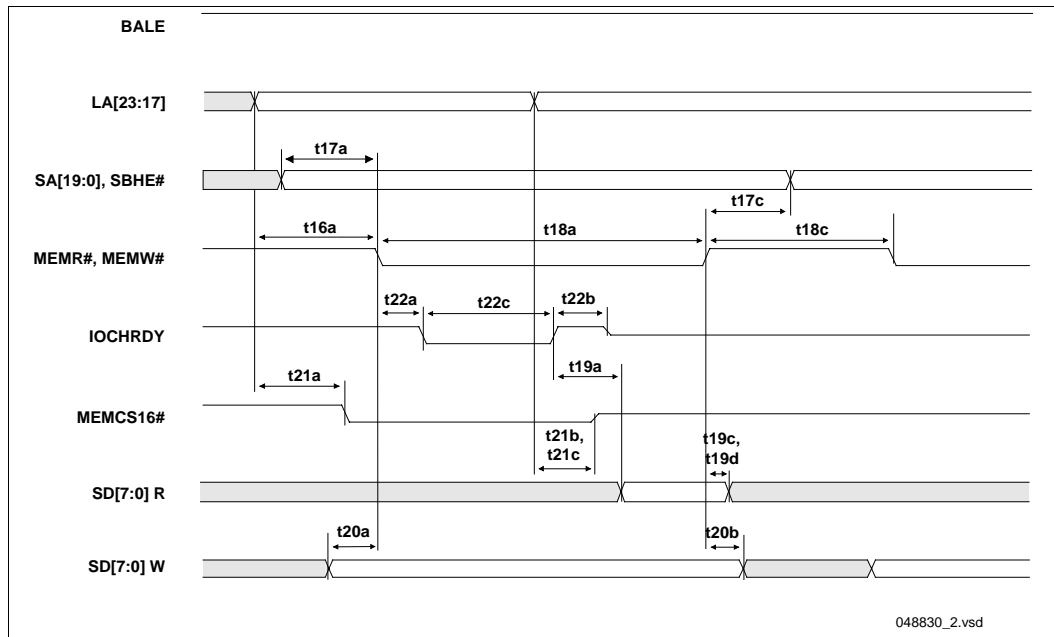 BALE
LA[23:17]
t17a
SA[19:0], SBHE#
t17c
t16a
t18a
t18c
MEMR#, MEMW#
t22a
t22c
t22b
IOCHRDY
t19a
t21a
MEMCS16#
t21b,
t21c
t19c,
t19d
SD[7:0] R
t20a
t20b
SD[7:0] W
048830_2.vsd